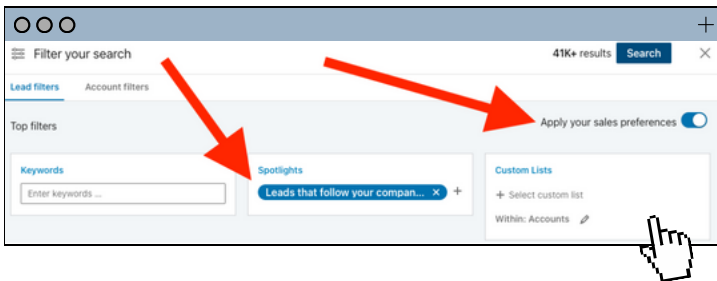 Filter your search
41K+ results Search
Lead filters Account filters
Top filters
Apply your sales preferences
Keywords
Enter keywords ...
Spotlights
Leads that follow your compan...
Custom Lists
+ Select custom list
Within: Accounts